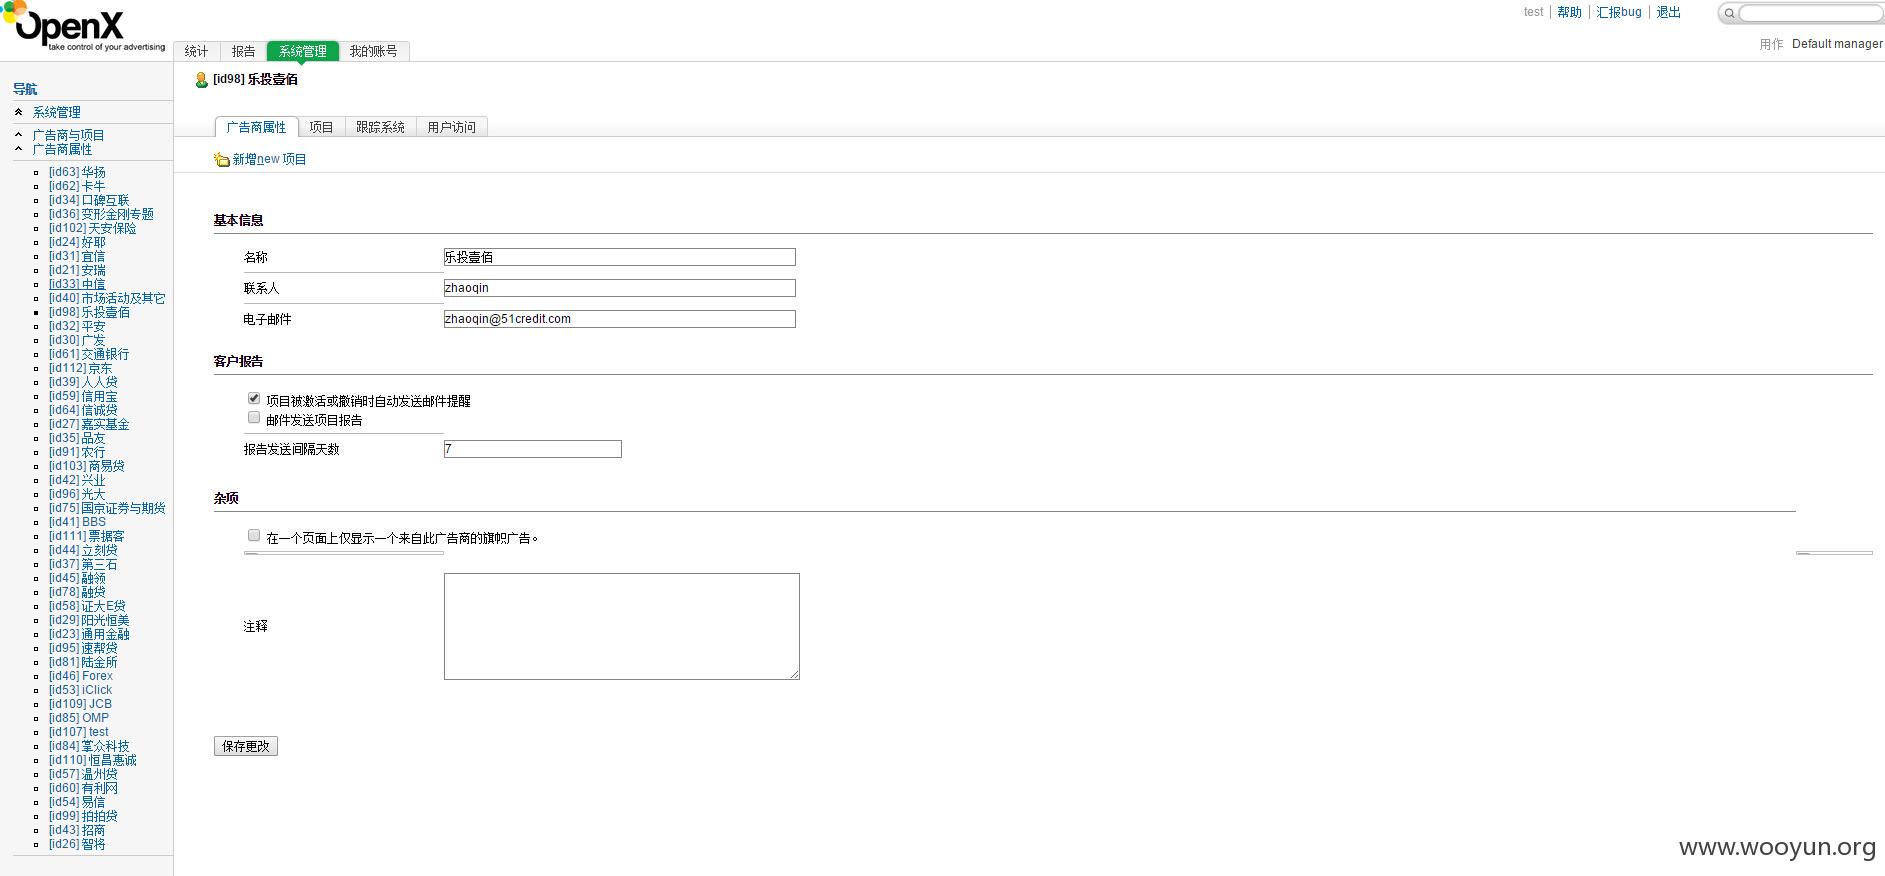 OpenX
take control of your advertising
test 帮助 汇报bug 退出
用作 Default manager
统计 报告 系统管理 我的账号
导航
系统管理
广告商与项目
广告商属性
[id63] 华扬
[id62] 卡牛
[id34] 口碑互联
[id36] 变形金刚专题
[id102] 天安保险
[id24] 好耶
[id31] 宜信
[id21] 安瑞
[id33] 中信
[id40] 市场活动及其它
[id98] 乐投壹佰
[id32] 平安
[id30] 广发
[id61] 交通银行
[id112] 京东
[id39] 人人贷
[id59] 信用宝
[id64] 信诚贷
[id27] 嘉实基金
[id35] 品友
[id91] 农行
[id103] 商易贷
[id42] 兴业
[id96] 光大
[id75] 国京证券与期货
[id41] BBS
[id111] 票据客
[id44] 立刻贷
[id37] 第三石
[id45] 融领
[id78] 融贷
[id58] 证大E贷
[id29] 阳光恒美
[id23] 通用金融
[id95] 速帮贷
[id81] 陆金所
[id46] Forex
[id53] iClick
[id109] JCB
[id85] OMP
[id107] test
[id84] 掌众科技
[id110] 恒昌惠诚
[id57] 温州贷
[id60] 有利网
[id54] 易信
[id99] 拍拍贷
[id43] 招商
[id26] 智将
[id98] 乐投壹佰
广告商属性 项目 跟踪系统 用户访问
新增new 项目
基本信息
名称 乐投壹佰
联系人 zhaoqin
电子邮件 zhaoqin@51credit.com
客户报告
项目被激活或撤销时自动发送邮件提醒
邮件发送项目报告
报告发送间隔天数 7
杂项
在一个页面上仅显示一个来自此广告商的旗帜广告。
注释
保存更改
www.wooyun.org